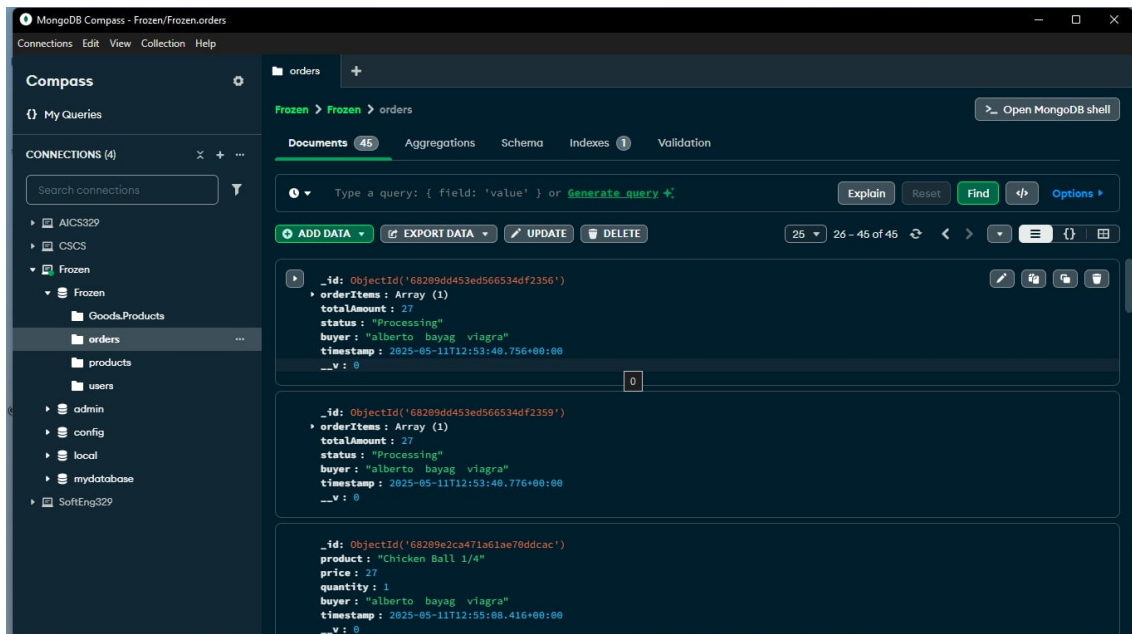 MongoDB Compass - Frozen/Frozen.orders
Connections Edit View Collection Help
Compass
{} My Queries
CONNECTIONS (4)
Search connections
AICS329
CSCS
Frozen
Frozen
Goods.Products
orders
products
users
admin
config
local
mydatabase
SoftEng329
orders
Frozen > Frozen > orders
>_ Open MongoDB shell
Documents 45 Aggregations Schema Indexes 1 Validation
Type a query: { field: 'value' } or Generate query
Explain Reset Find </> Options
ADD DATA EXPORT DATA UPDATE DELETE 25 26 – 45 of 45 {}
_id: ObjectId('68209dd453ed566534df2356')
orderItems : Array (1)
totalAmount : 27
status : "Processing"
buyer : "alberto bayag viagra"
timestamp : 2025-05-11T12:53:40.756+00:00
__v : 0
0
_id: ObjectId('68209dd453ed566534df2359')
orderItems : Array (1)
totalAmount : 27
status : "Processing"
buyer : "alberto bayag viagra"
timestamp : 2025-05-11T12:53:40.776+00:00
__v : 0
_id: ObjectId('68209e2ca471a61ae70ddcac')
product : "Chicken Ball 1/4"
price : 27
quantity : 1
buyer : "alberto bayag viagra"
timestamp : 2025-05-11T12:55:08.416+00:00
__v : 0